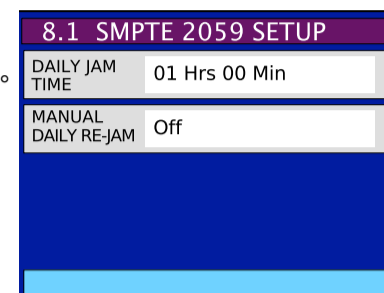 8.1 SMPTE 2059 SETUP
DAILY JAM
TIME
01 Hrs 00 Min
MANUAL
DAILY RE-JAM
Off